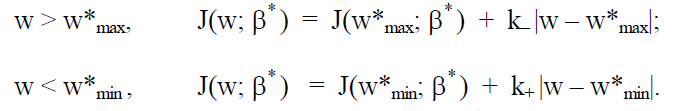 w > w*max, J(w; β*) = J(w*max; β*) + k–|w – w*max|;
w < w*min, J(w; β*) = J(w*min; β*) + k+|w – w*min|.